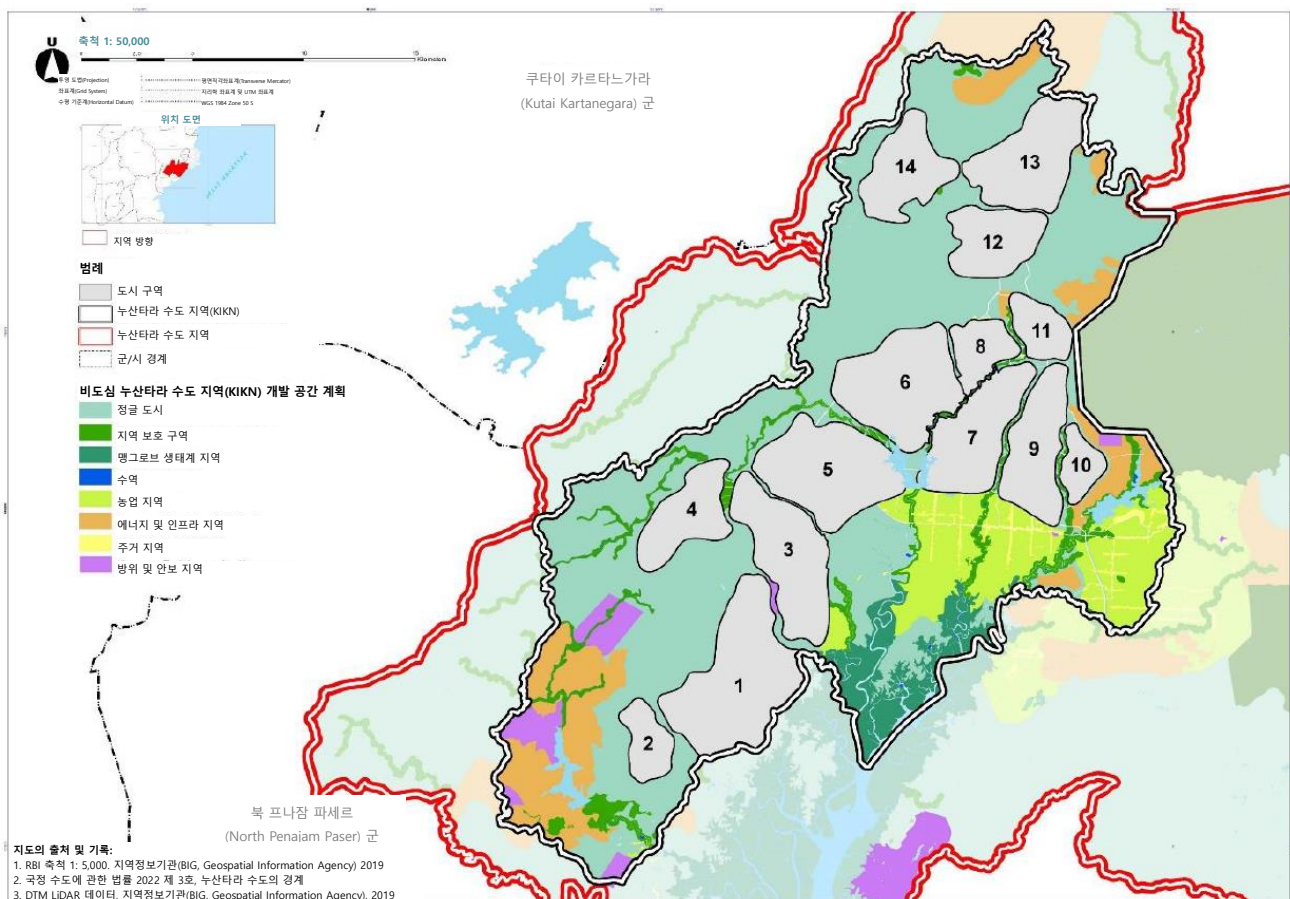 U
축척 1: 50,000
투영 도법(Projection)
평면직각좌표계(Transverse Mercator)
좌표계(Grid System)
지리학 좌표계 및 UTM 좌표계
수평 기준계(Horizontal Datum)
WGS 1984 Zone 50 S
위치 도면
지역 방향
범례
도시 구역
누산타라 수도 지역(KIKN)
누산타라 수도 지역
군/시 경계
비도심 누산타라 수도 지역(KIKN) 개발 공간 계획
정글 도시
지역 보호 구역
맹그로브 생태계 지역
수역
농업 지역
에너지 및 인프라 지역
주거 지역
방위 및 안보 지역
쿠타이 카르타느가라
(Kutai Kartanegara) 군
14
13
12
11
8
6
7
9
10
5
4
3
1
2
북 프나잠 파세르
(North Penajam Paser) 군
지도의 출처 및 기록:
1. RBI 축척 1: 5,000. 지역정보기관(BIG, Geospatial Information Agency) 2019
2. 국정 수도에 관한 법률 2022 제 3호, 누산타라 수도의 경계
3. DTM LiDAR 데이터. 지역정보기관(BIG, Geospatial Information Agency). 2019